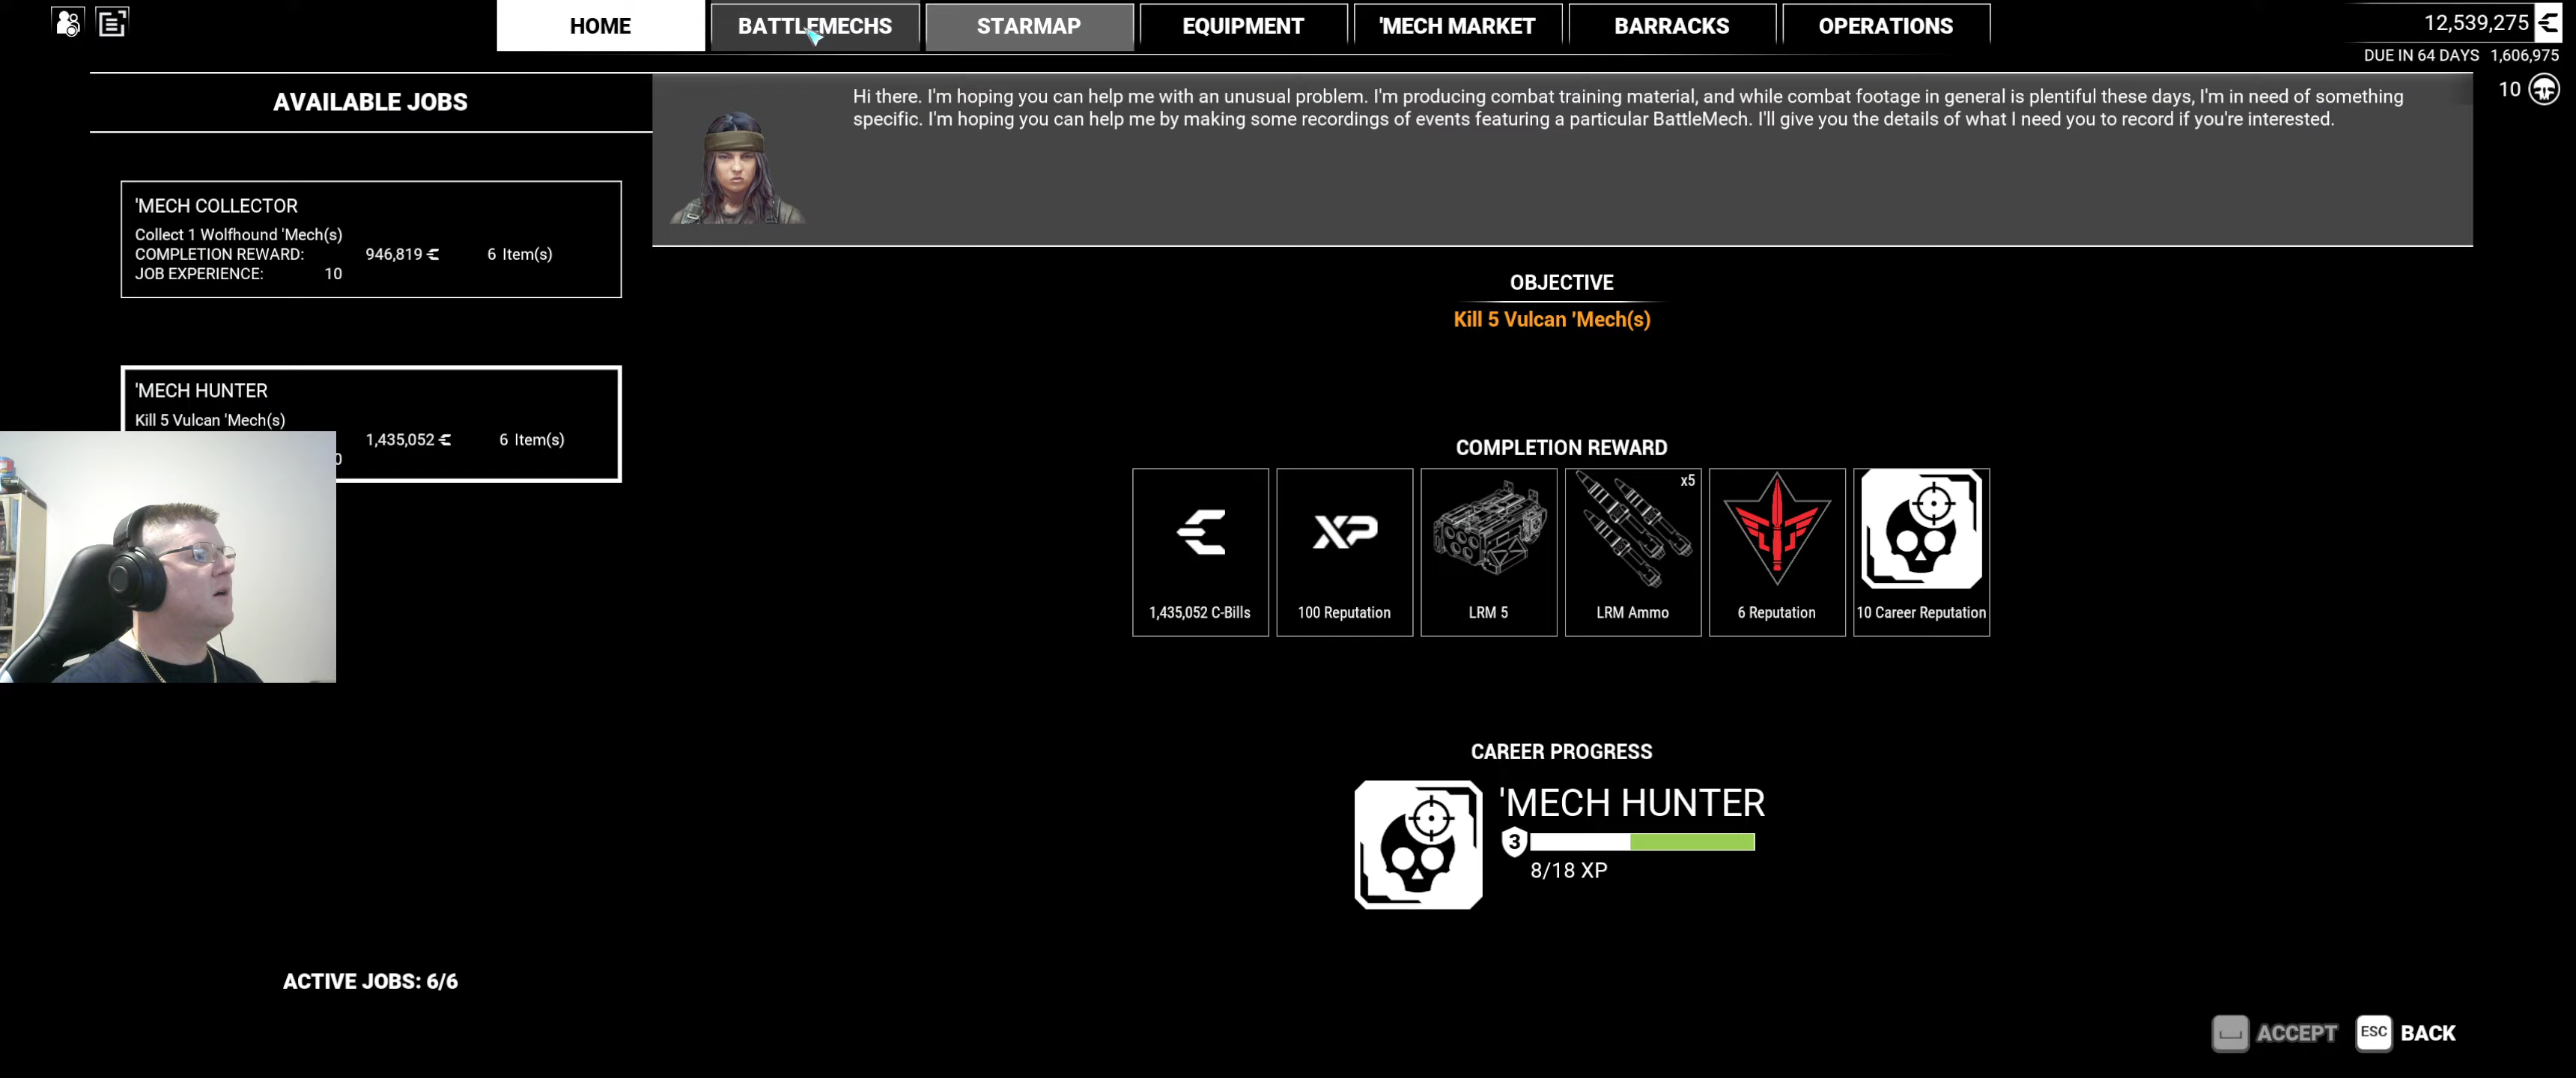 HOME
BATTLEMECHS
STARMAP
EQUIPMENT
'MECH MARKET
BARRACKS
OPERATIONS
12,539,275
DUE IN 64 DAYS 1,606,975
10
AVAILABLE JOBS
Hi there. I'm hoping you can help me with an unusual problem. I'm producing combat training material, and while combat footage in general is plentiful these days, I'm in need of something
specific. I'm hoping you can help me by making some recordings of events featuring a particular BattleMech. I'll give you the details of what I need you to record if you're interested.
'MECH COLLECTOR
Collect 1 Wolfhound 'Mech(s)
COMPLETION REWARD: 946,819 6 Item(s)
JOB EXPERIENCE: 10
'MECH HUNTER
Kill 5 Vulcan 'Mech(s)
1,435,052 6 Item(s)
0
OBJECTIVE
Kill 5 Vulcan 'Mech(s)
COMPLETION REWARD
XP
x5
1,435,052 C-Bills
100 Reputation
LRM 5
LRM Ammo
6 Reputation
10 Career Reputation
CAREER PROGRESS
'MECH HUNTER
3
8/18 XP
ACTIVE JOBS: 6/6
ACCEPT
ESC BACK